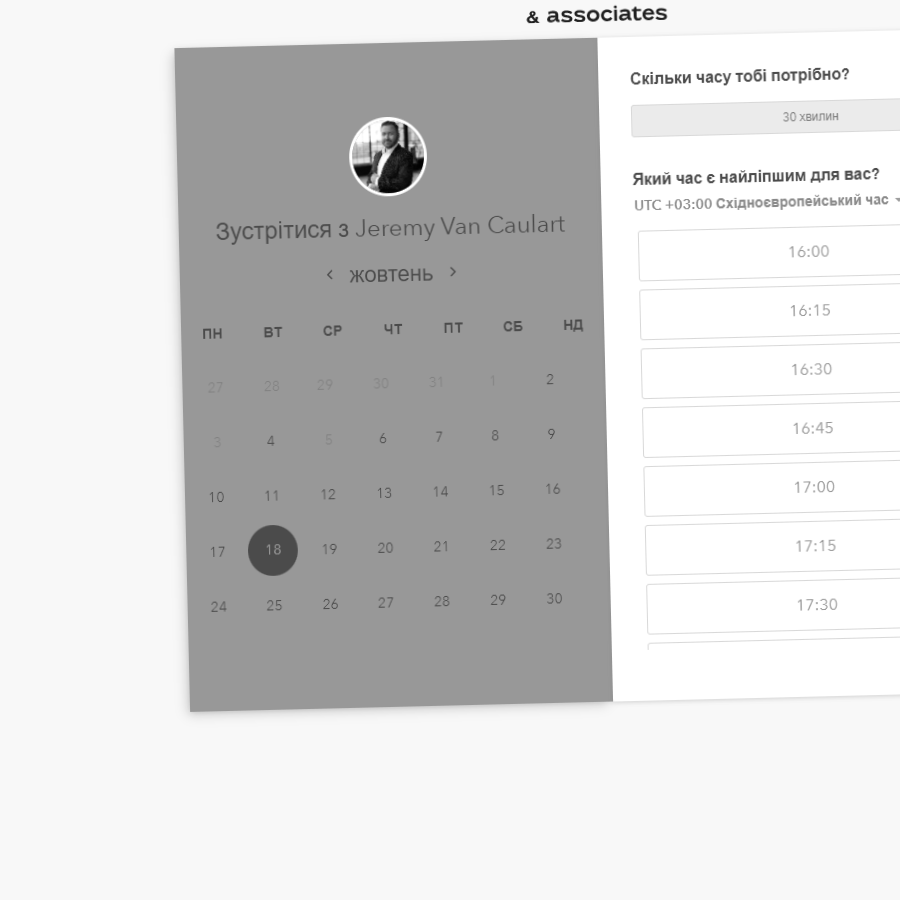 & associates
Зустрітися з Jeremy Van Caulart
‹ жовтень ›
ПН ВТ СР ЧТ ПТ СБ НД
27 28 29 30 31 1 2
3 4 5 6 7 8 9
10 11 12 13 14 15 16
17 18 19 20 21 22 23
24 25 26 27 28 29 30
Скільки часу тобі потрібно?
30 хвилин
Який час є найліпшим для вас?
UTC +03:00 Східноєвропейський час
16:00
16:15
16:30
16:45
17:00
17:15
17:30